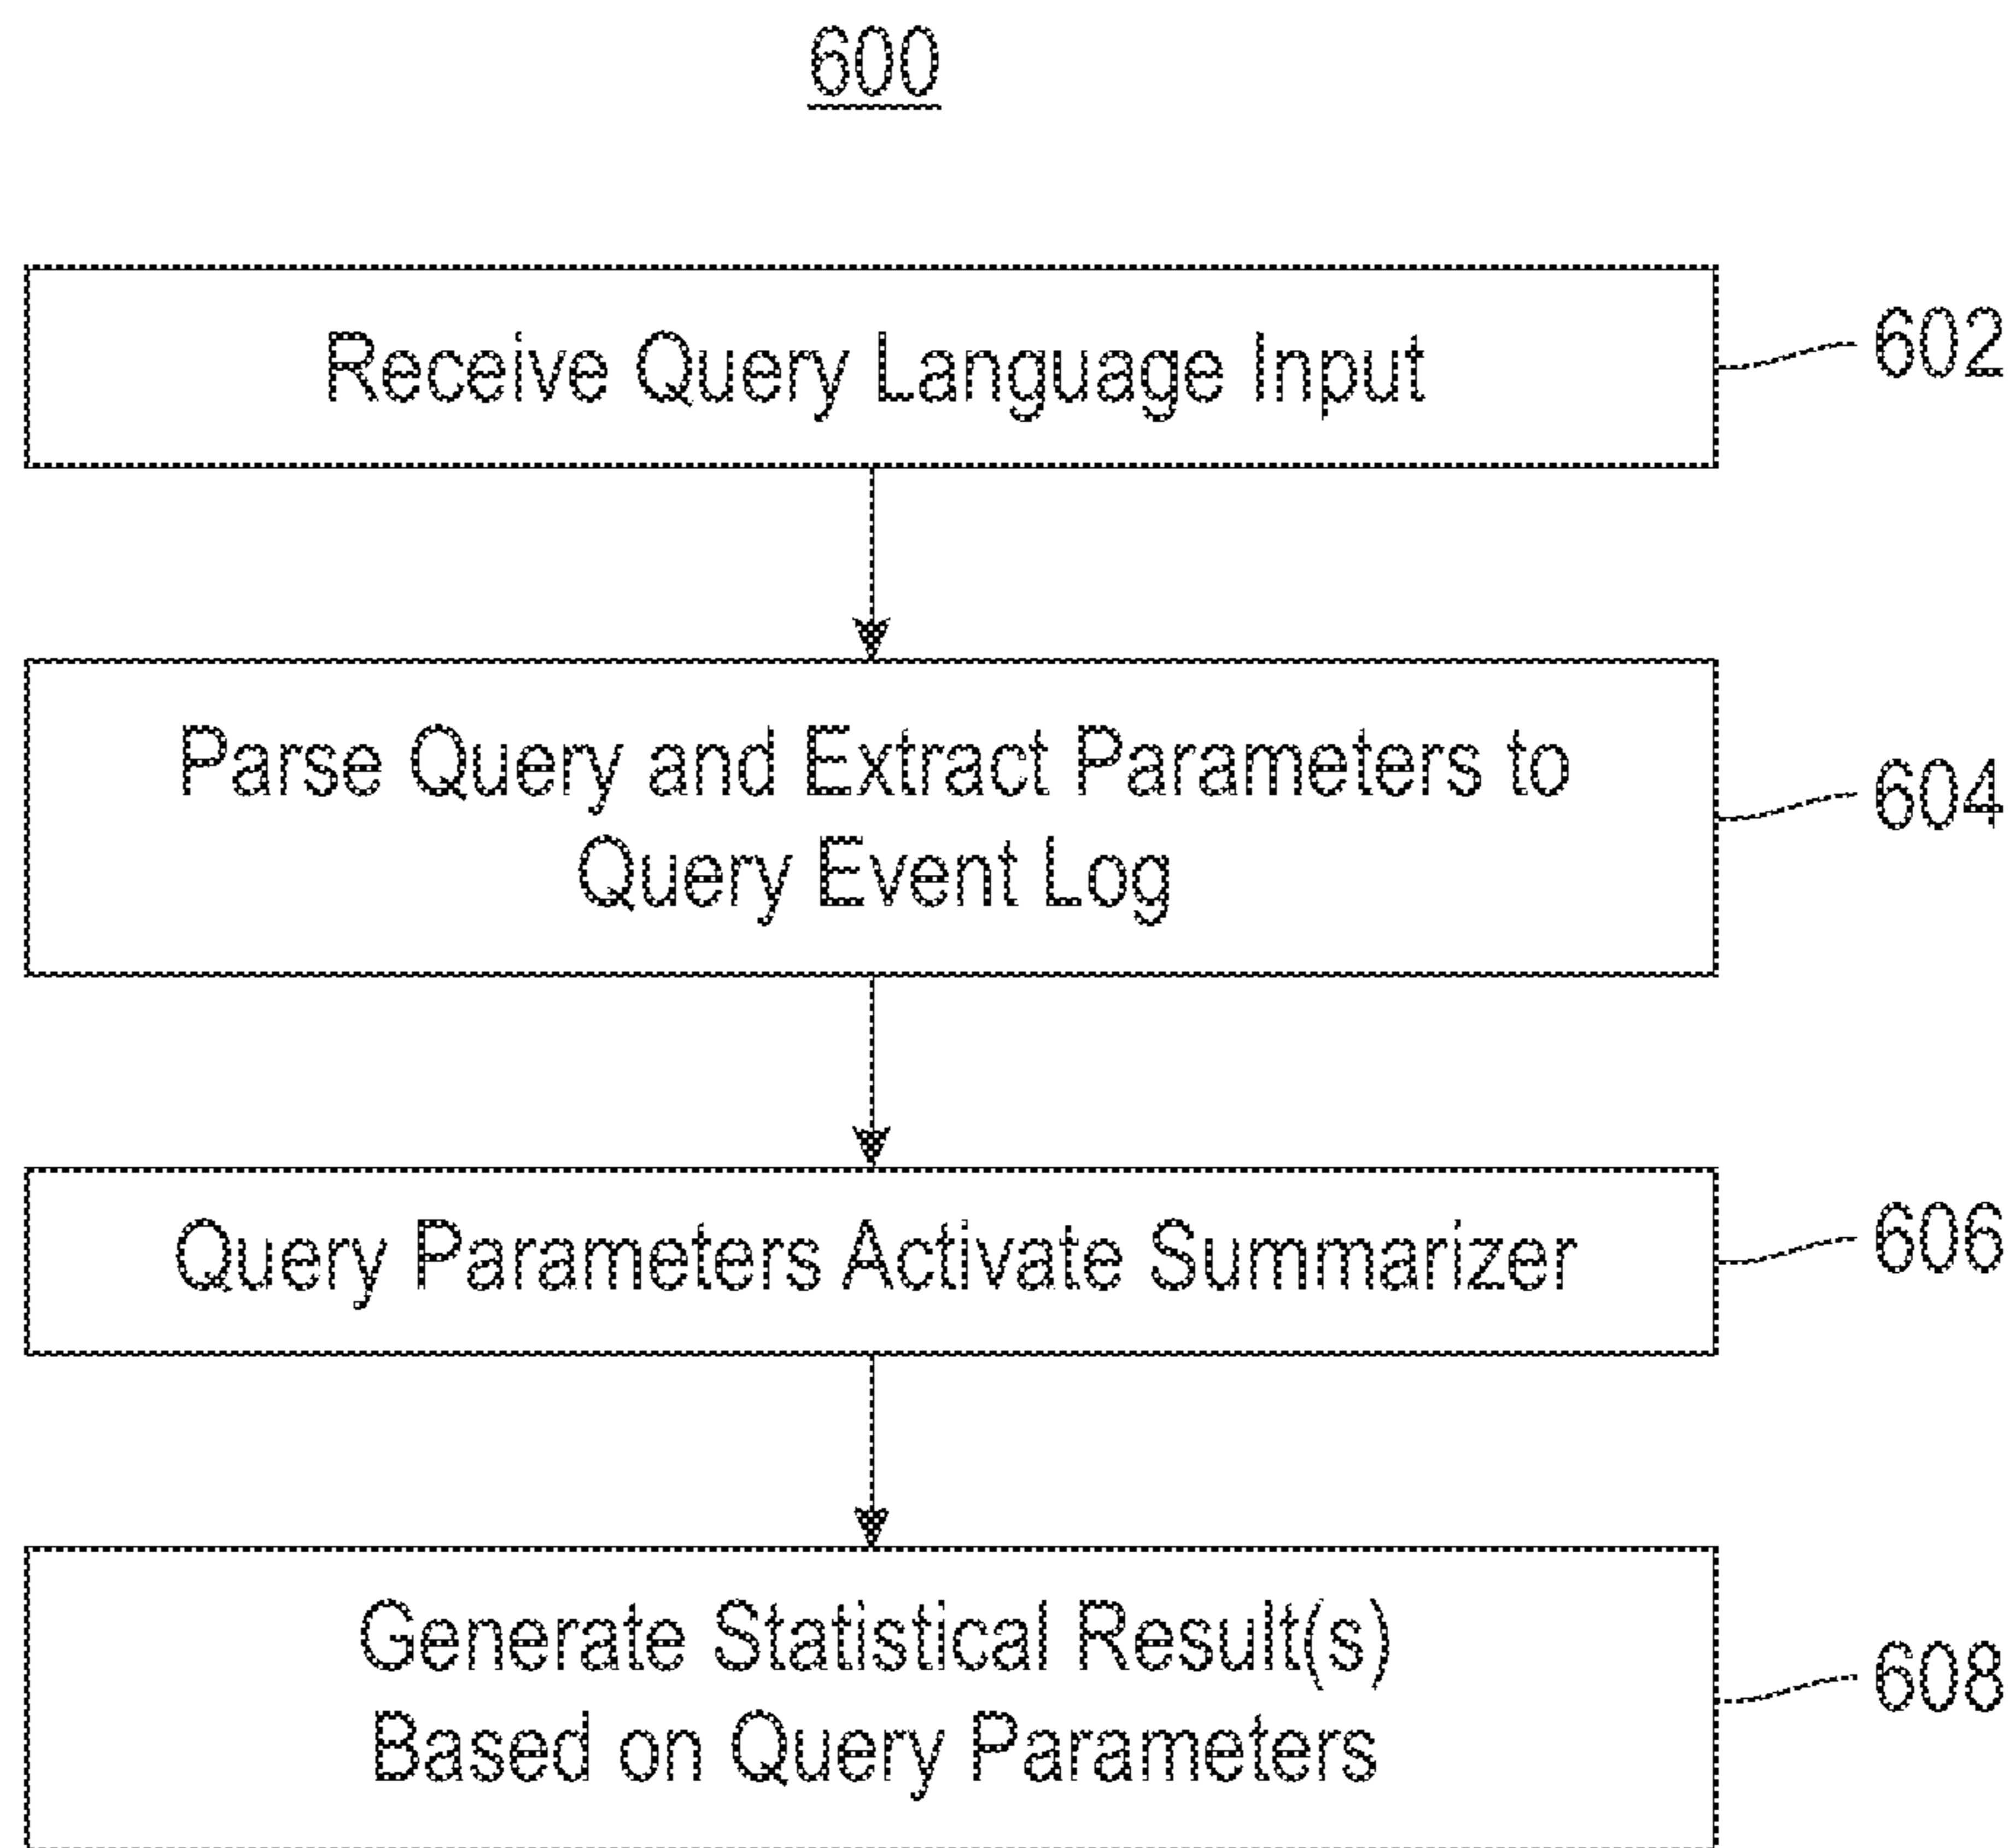 600
Receive Query Language Input
602
Parse Query and Extract Parameters to
Query Event Log
604
Query Parameters Activate Summarizer
606
Generate Statistical Result(s)
Based on Query Parameters
608